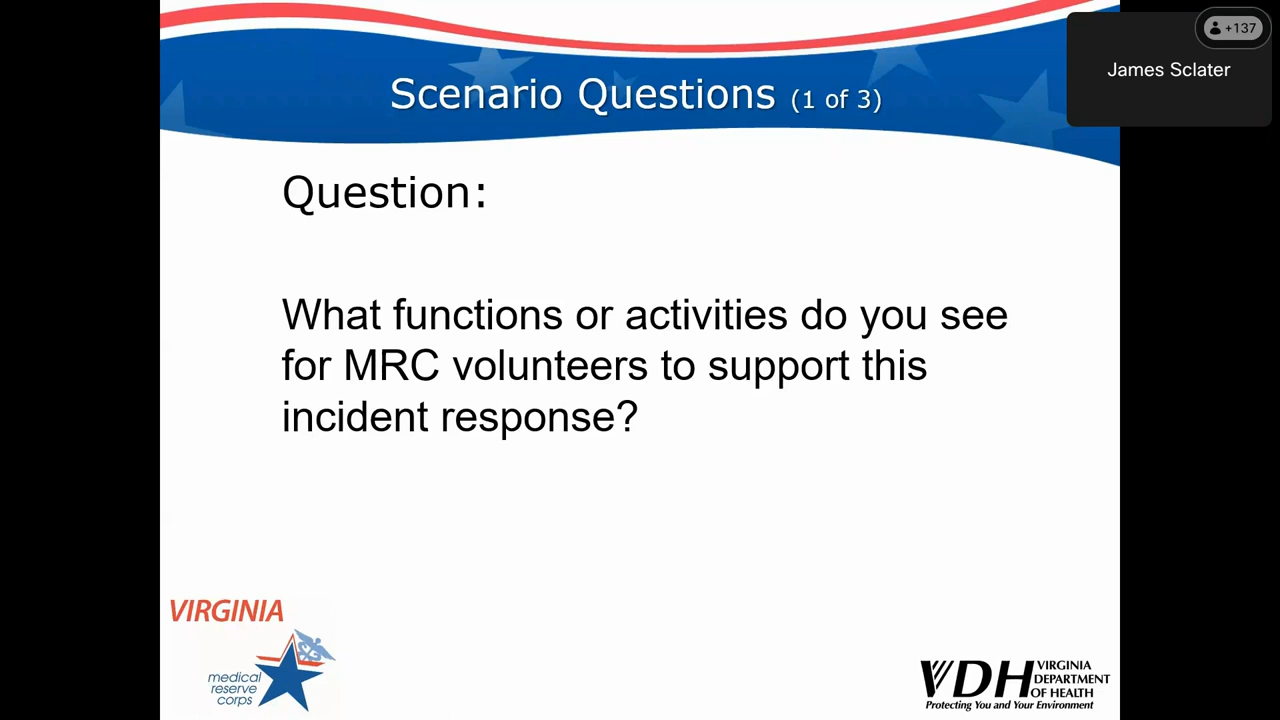 +137
James Sclater
Scenario Questions (1 of 3)
Question:
What functions or activities do you see
for MRC volunteers to support this
incident response?
VIRGINIA
medical
reserve
corps
VDH
VIRGINIA
DEPARTMENT
OF HEALTH
Protecting You and Your Environment